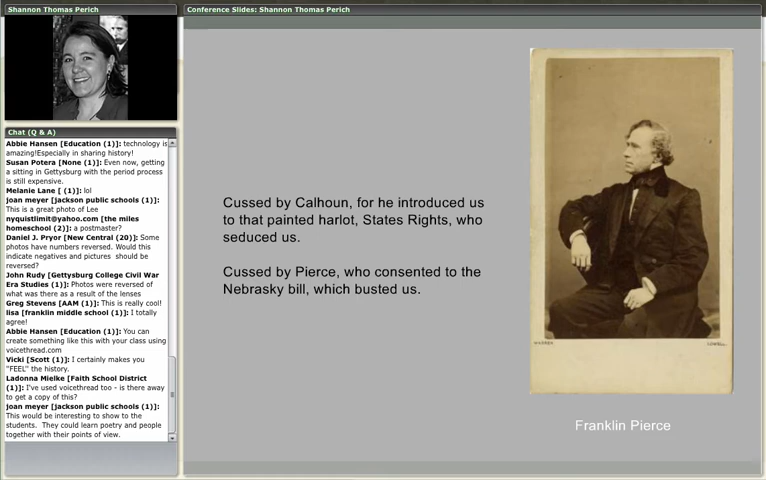 Shannon Thomas Perich
Conference Slides: Shannon Thomas Perich
Chat (Q & A)
Abbie Hansen [Education (1)]: technology is
amazing!Especially in sharing history!
Susan Potera [None (1)]: Even now, getting
a sitting in Gettysburg with the period process
is still expensive.
Melanie Lane [ (1)]: lol
joan meyer [jackson public schools (1)]:
This is a great photo of Lee
nyquistlimit@yahoo.com [the miles
homeschool (2)]: a postmaster?
Daniel J. Pryor [New Central (20)]: Some
photos have numbers reversed. Would this
indicate negatives and pictures should be
reversed?
John Rudy [Gettysburg College Civil War
Era Studies (1)]: Photos were reversed of
what was there as a result of the lenses
Greg Stevens [AAM (1)]: This is really cool!
lisa [franklin middle school (1)]: I totally
agree!
Abbie Hansen [Education (1)]: You can
create something like this with your class using
voicethread.com
Vicki [Scott (1)]: I certainly makes you
"FEEL" the history.
Ladonna Mielke [Faith School District
(1)]: I've used voicethread too - is there away
to get a copy of this?
joan meyer [jackson public schools (1)]:
This would be interesting to show to the
students. They could learn poetry and people
together with their points of view.
Cussed by Calhoun, for he introduced us
to that painted harlot, States Rights, who
seduced us.
Cussed by Pierce, who consented to the
Nebrasky bill, which busted us.
WARREN
LOWELL
Franklin Pierce